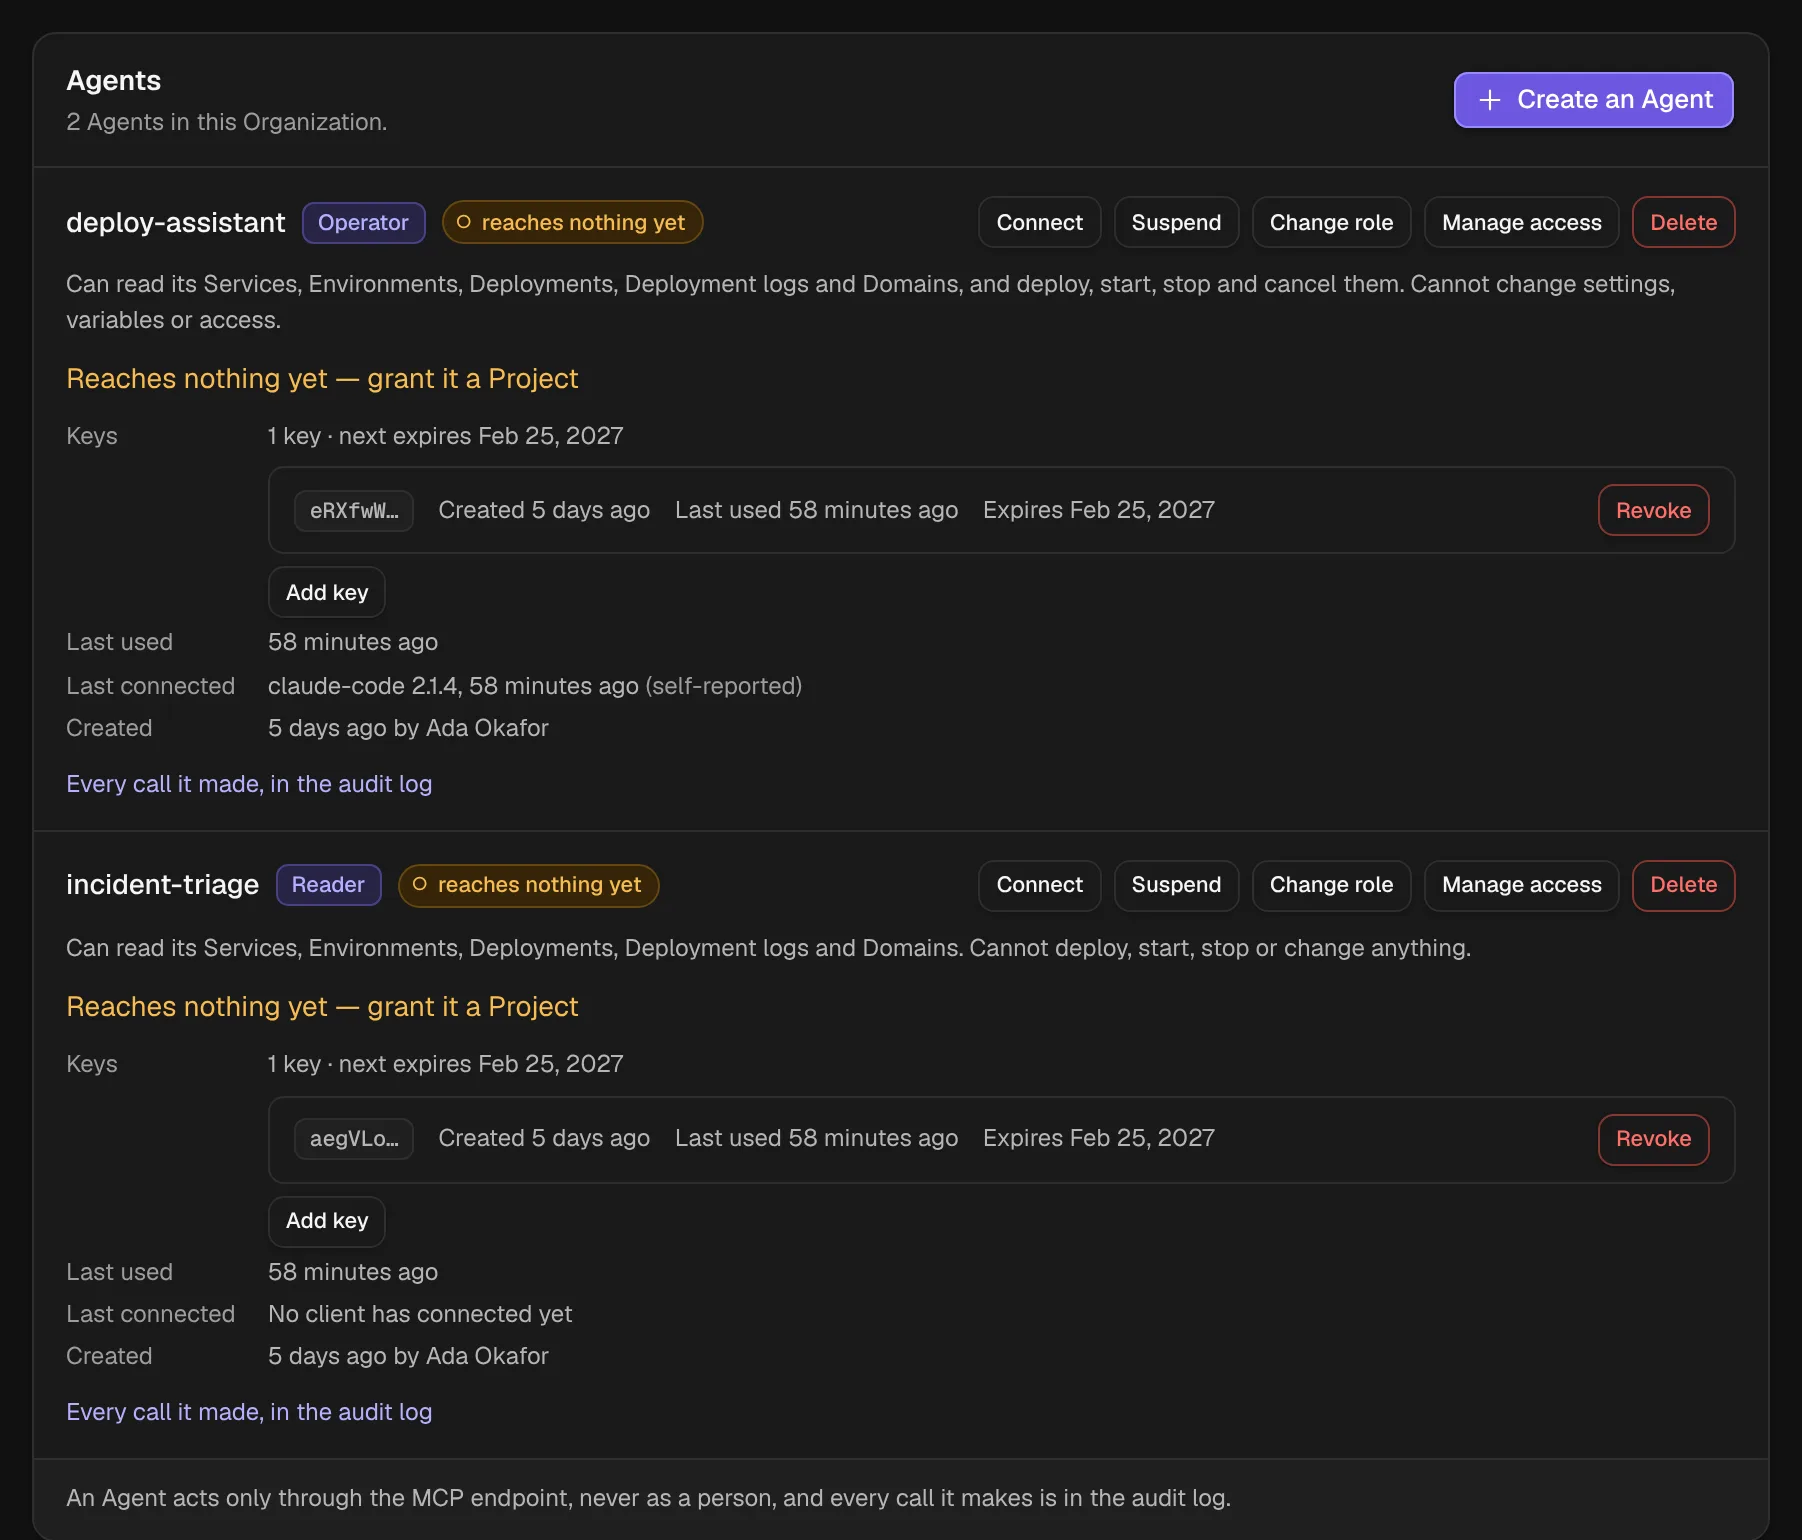 Agents
2 Agents in this Organization.
+ Create an Agent
deploy-assistant Operator reaches nothing yet Connect Suspend Change role Manage access Delete
Can read its Services, Environments, Deployments, Deployment logs and Domains, and deploy, start, stop and cancel them. Cannot change settings,
variables or access.
Reaches nothing yet — grant it a Project
Keys 1 key · next expires Feb 25, 2027
eRXfwW… Created 5 days ago Last used 58 minutes ago Expires Feb 25, 2027 Revoke
Add key
Last used 58 minutes ago
Last connected claude-code 2.1.4, 58 minutes ago (self-reported)
Created 5 days ago by Ada Okafor
Every call it made, in the audit log
incident-triage Reader reaches nothing yet Connect Suspend Change role Manage access Delete
Can read its Services, Environments, Deployments, Deployment logs and Domains. Cannot deploy, start, stop or change anything.
Reaches nothing yet — grant it a Project
Keys 1 key · next expires Feb 25, 2027
aegVLo… Created 5 days ago Last used 58 minutes ago Expires Feb 25, 2027 Revoke
Add key
Last used 58 minutes ago
Last connected No client has connected yet
Created 5 days ago by Ada Okafor
Every call it made, in the audit log
An Agent acts only through the MCP endpoint, never as a person, and every call it makes is in the audit log.